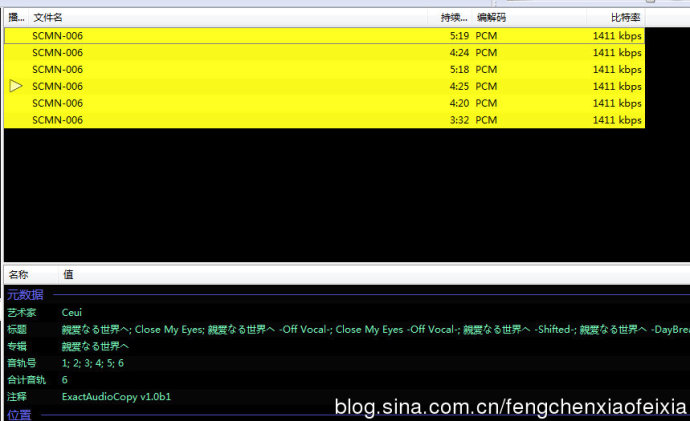 播... 文件名 持续... 编解码 比特率
SCMN-006 5:19 PCM 1411 kbps
SCMN-006 4:24 PCM 1411 kbps
SCMN-006 5:18 PCM 1411 kbps
SCMN-006 4:25 PCM 1411 kbps
SCMN-006 4:20 PCM 1411 kbps
SCMN-006 3:32 PCM 1411 kbps
名称 值
元数据
艺术家 Ceui
标题 親愛なる世界へ; Close My Eyes; 親愛なる世界へ -Off Vocal-; Close My Eyes -Off Vocal-; 親愛なる世界へ -Shifted-; 親愛なる世界へ -DayBre
专辑 親愛なる世界へ
音轨号 1; 2; 3; 4; 5; 6
合计音轨 6
注释 ExactAudioCopy v1.0b1
位置
blog.sina.com.cn/fengchenxiaofeixia